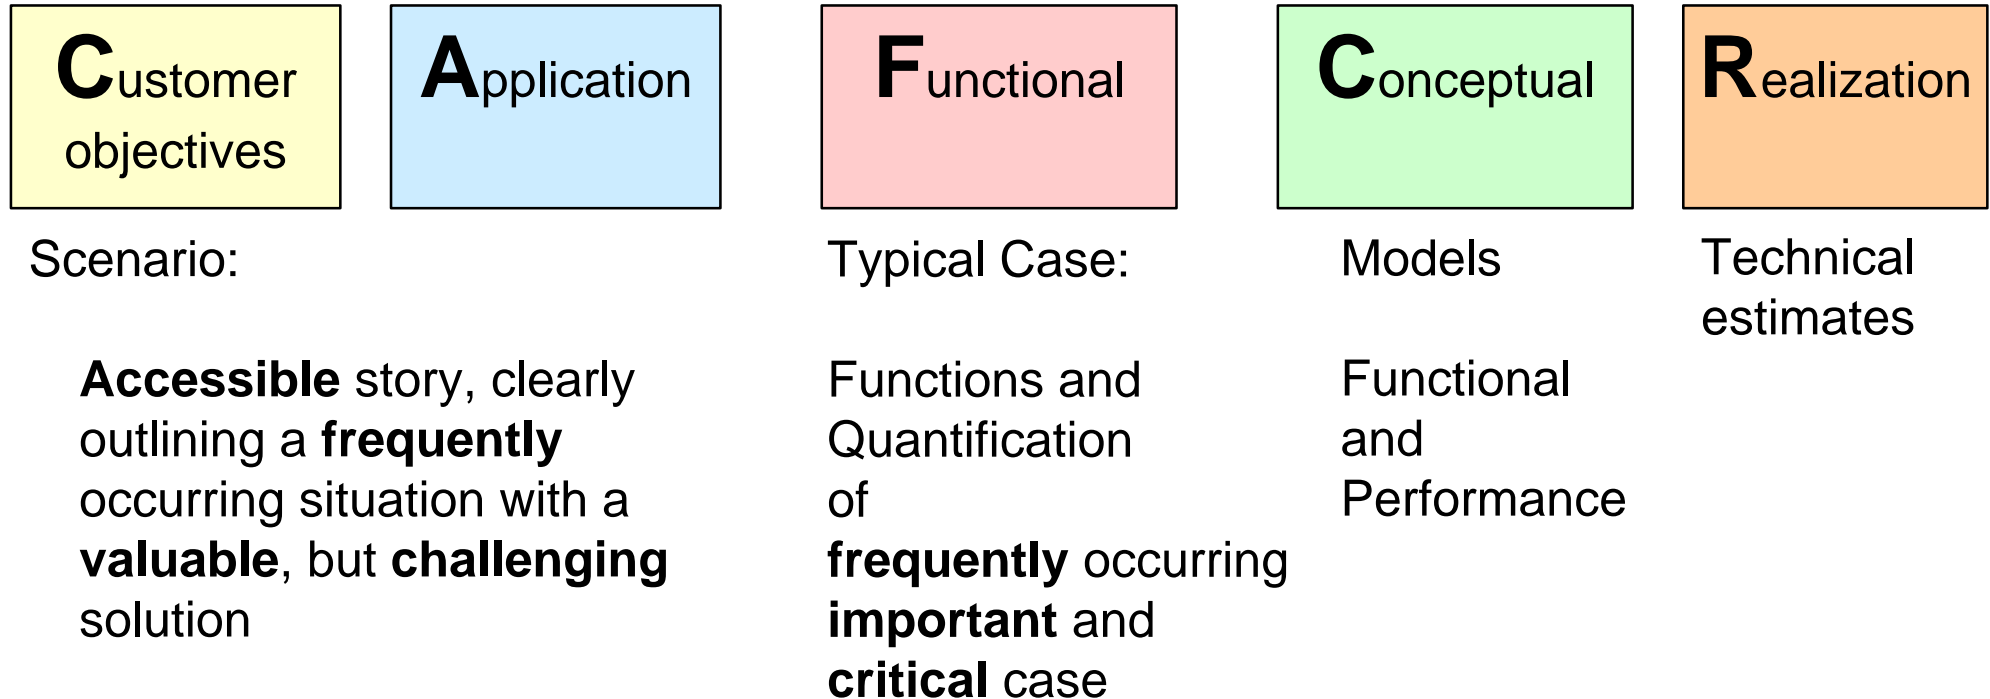 Customer
objectives
Application
Functional
Conceptual
Realization
Scenario:
Accessible story, clearly
outlining a frequently
occurring situation with a
valuable, but challenging
solution
Typical Case:
Functions and
Quantification
of
frequently occurring
important and
critical case
Models
Functional
and
Performance
Technical
estimates